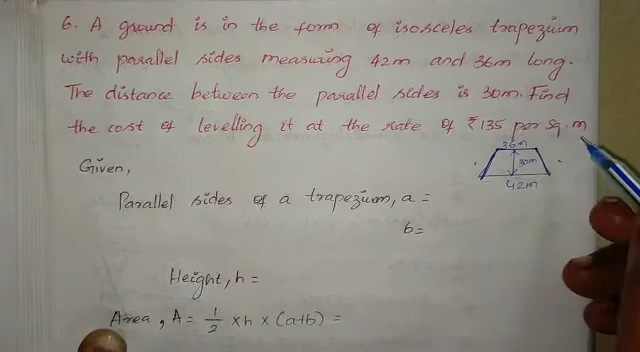 6. A ground is in the form of isosceles trapezium
with parallel sides measuring 42m and 36m long.
The distance between the parallel sides is 30m. Find
the cost of levelling it at the rate of ₹135 per sq.m
36m
30m
42m
Given,
Parallel sides of a trapezium, a =
b =
Height, h =
Area, A = 1/2 × h × (a+b) =